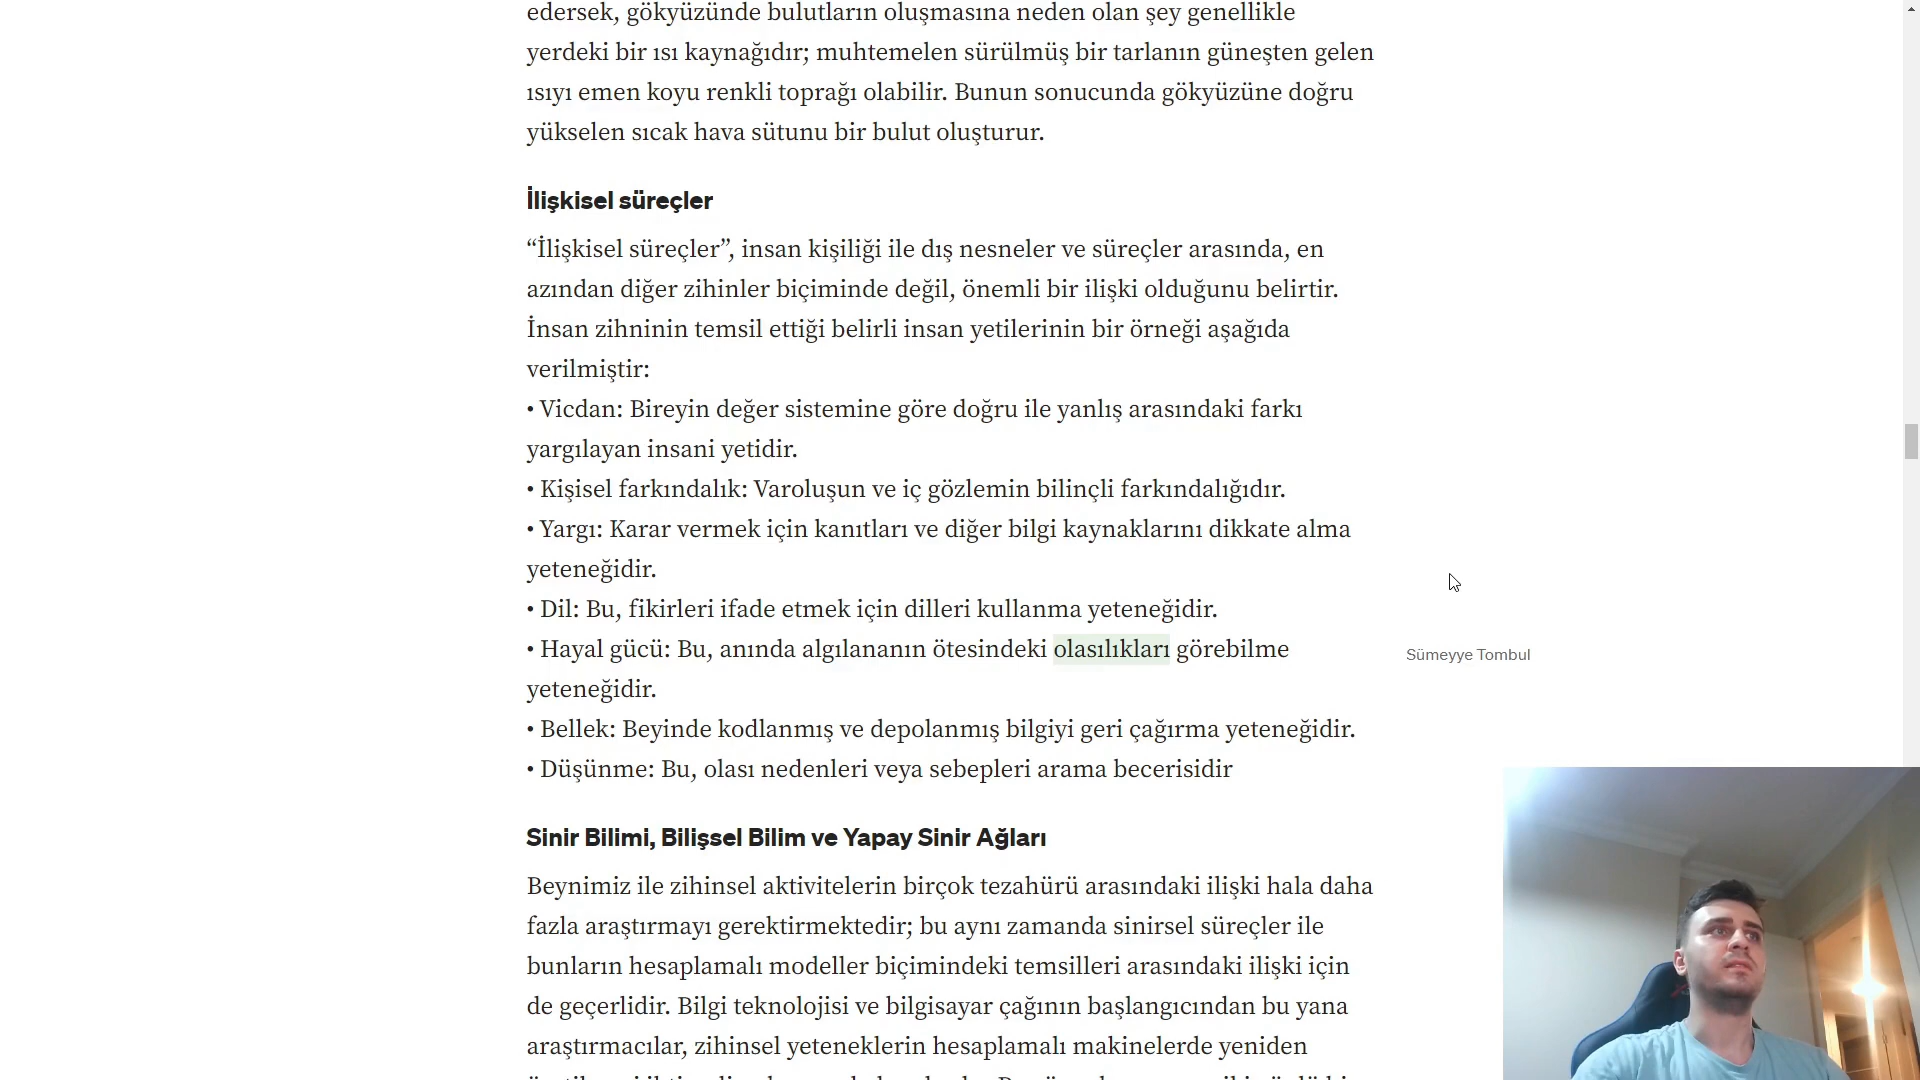 edersek, gökyüzünde bulutların oluşmasına neden olan şey genellikle
yerdeki bir ısı kaynağıdır; muhtemelen sürülmüş bir tarlanın güneşten gelen
ısıyı emen koyu renkli toprağı olabilir. Bunun sonucunda gökyüzüne doğru
yükselen sıcak hava sütunu bir bulut oluşturur.
İlişkisel süreçler
“İlişkisel süreçler”, insan kişiliği ile dış nesneler ve süreçler arasında, en
azından diğer zihinler biçiminde değil, önemli bir ilişki olduğunu belirtir.
İnsan zihninin temsil ettiği belirli insan yetilerinin bir örneği aşağıda
verilmiştir:
• Vicdan: Bireyin değer sistemine göre doğru ile yanlış arasındaki farkı
yargılayan insani yetidir.
• Kişisel farkındalık: Varoluşun ve iç gözlemin bilinçli farkındalığıdır.
• Yargı: Karar vermek için kanıtları ve diğer bilgi kaynaklarını dikkate alma
yeteneğidir.
• Dil: Bu, fikirleri ifade etmek için dilleri kullanma yeteneğidir.
• Hayal gücü: Bu, anında algılananın ötesindeki olasılıkları görebilme
yeteneğidir.
Sümeyye Tombul
• Bellek: Beyinde kodlanmış ve depolanmış bilgiyi geri çağırma yeteneğidir.
• Düşünme: Bu, olası nedenleri veya sebepleri arama becerisidir
Sinir Bilimi, Bilişsel Bilim ve Yapay Sinir Ağları
Beynimiz ile zihinsel aktivitelerin birçok tezahürü arasındaki ilişki hala daha
fazla araştırmayı gerektirmektedir; bu aynı zamanda sinirsel süreçler ile
bunların hesaplamalı modeller biçimindeki temsilleri arasındaki ilişki için
de geçerlidir. Bilgi teknolojisi ve bilgisayar çağının başlangıcından bu yana
araştırmacılar, zihinsel yeteneklerin hesaplamalı makinelerde yeniden